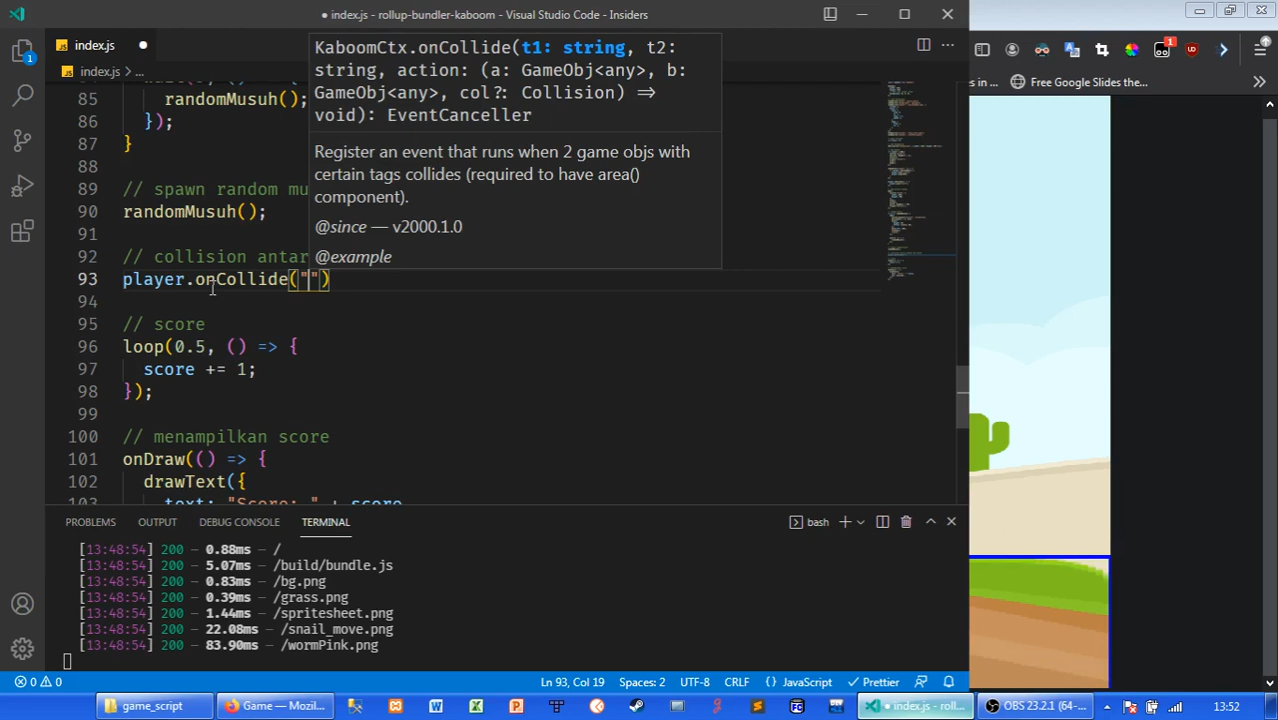 index.js - rollup-bundler-kaboom - Visual Studio Code - Insiders
index.js
index.js > ...
KaboomCtx.onCollide(t1: string, t2:
string, action: (a: GameObj<any>, b:
GameObj<any>, col?: Collision) =>
void): EventCanceller
Register an event that runs when 2 game objs with
certain tags collides (required to have area()
component).
@since — v2000.1.0
@example
85 randomMusuh();
86 });
87 }
88
89 // spawn random mu
90 randomMusuh();
91
92 // collision antar
93 player.onCollide("")
94
95 // score
96 loop(0.5, () => {
97 score += 1;
98 });
99
100 // menampilkan score
101 onDraw(() => {
102 drawText({
103 text: "Score: " + score
PROBLEMS OUTPUT DEBUG CONSOLE TERMINAL
bash
[13:48:54] 200 — 0.88ms — /
[13:48:54] 200 — 5.07ms — /build/bundle.js
[13:48:54] 200 — 0.83ms — /bg.png
[13:48:54] 200 — 0.39ms — /grass.png
[13:48:54] 200 — 1.44ms — /spritesheet.png
[13:48:54] 200 — 22.08ms — /snail_move.png
[13:48:54] 200 — 83.90ms — /wormPink.png
0 0 Ln 93, Col 19 Spaces: 2 UTF-8 CRLF {} JavaScript Prettier
in... Free Google Slides the...
game_script
Game — Mozil...
index.js - roll...
OBS 23.2.1 (64-...
13:52